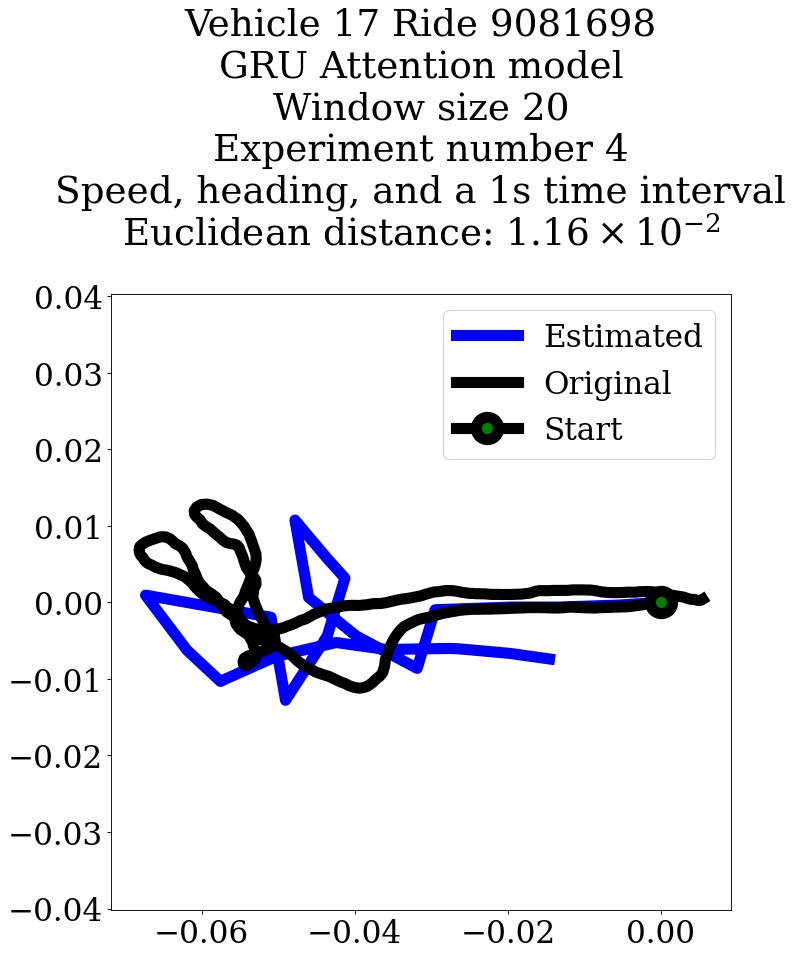 Vehicle 17 Ride 9081698
GRU Attention model
Window size 20
Experiment number 4
Speed, heading, and a 1s time interval
Euclidean distance: 1.16 × 10⁻²
Estimated
Original
Start
0.04
0.03
0.02
0.01
0.00
−0.01
−0.02
−0.03
−0.04
−0.06
−0.04
−0.02
0.00